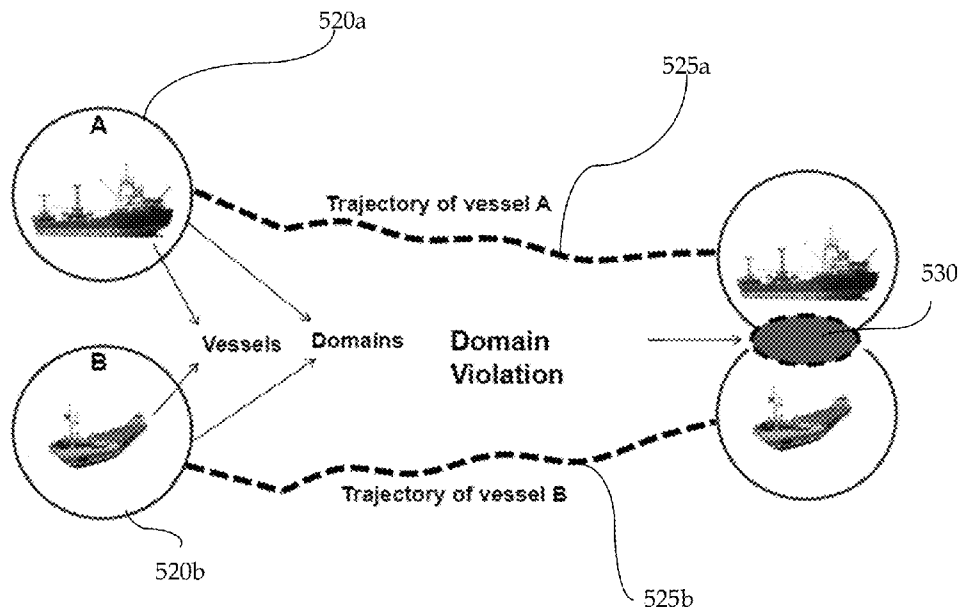 520a
525a
A
Trajectory of vessel A
530
Vessels
Domains
Domain
Violation
B
Trajectory of vessel B
520b
525b